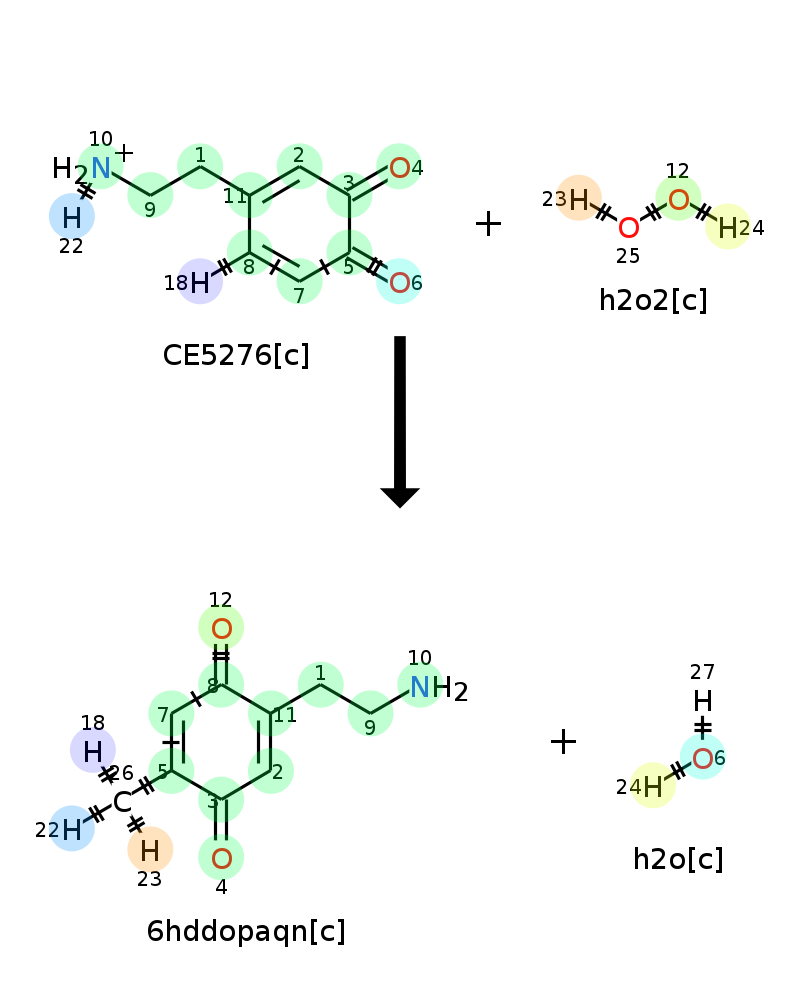 10
H2N+
1
2
O4
3
11
9
H
22
18H
8
5
O6
7
CE5276[c]
+
12
23H
O
O
H24
25
h2o2[c]
12
O
10
8
1
NH2
7
11
9
18
H
26
5
2
C
3
22H
H
23
O
4
6hddopaqn[c]
+
27
H
O6
24H
h2o[c]